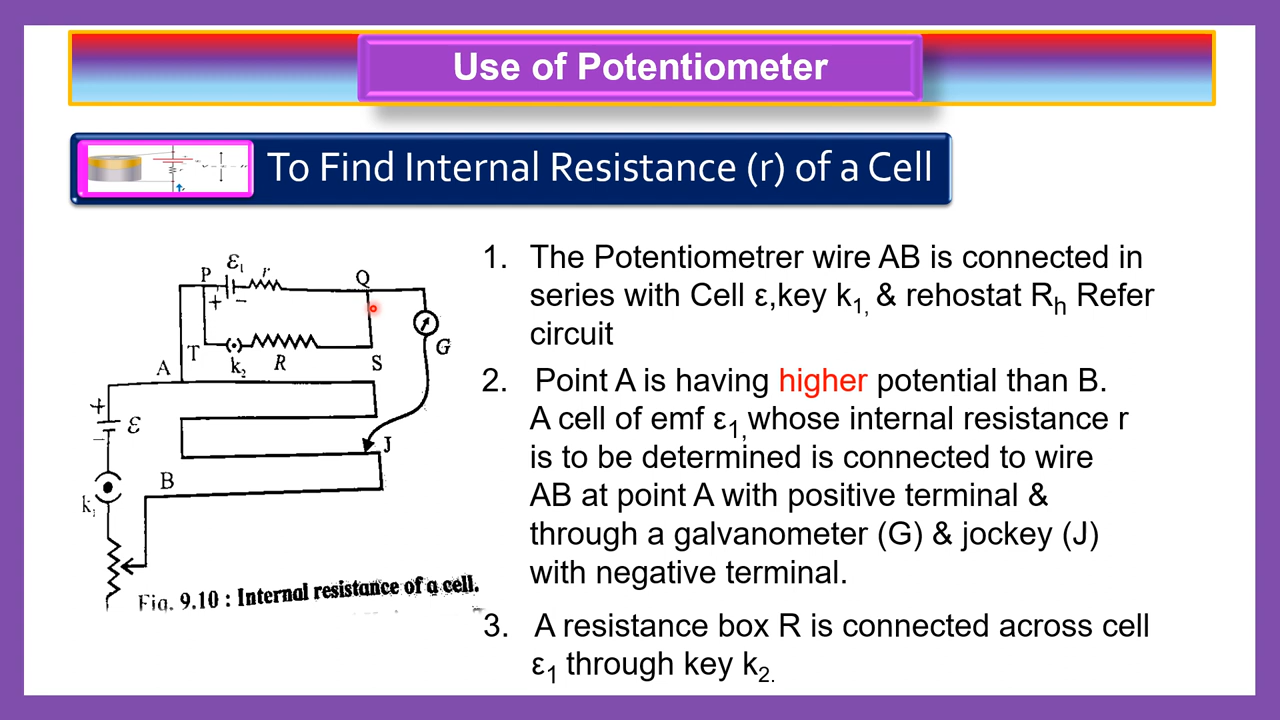 Use of Potentiometer
To Find Internal Resistance (r) of a Cell
P ε₁ r Q
+ −
T k₂ R S G
A
+ ε
−
J
B
k₁
Fig. 9.10 : Internal resistance of a cell.
1. The Potentiometrer wire AB is connected in
series with Cell ε,key k₁, & rehostat Rₕ Refer
circuit
2. Point A is having higher potential than B.
A cell of emf ε₁, whose internal resistance r
is to be determined is connected to wire
AB at point A with positive terminal &
through a galvanometer (G) & jockey (J)
with negative terminal.
3. A resistance box R is connected across cell
ε₁ through key k₂.